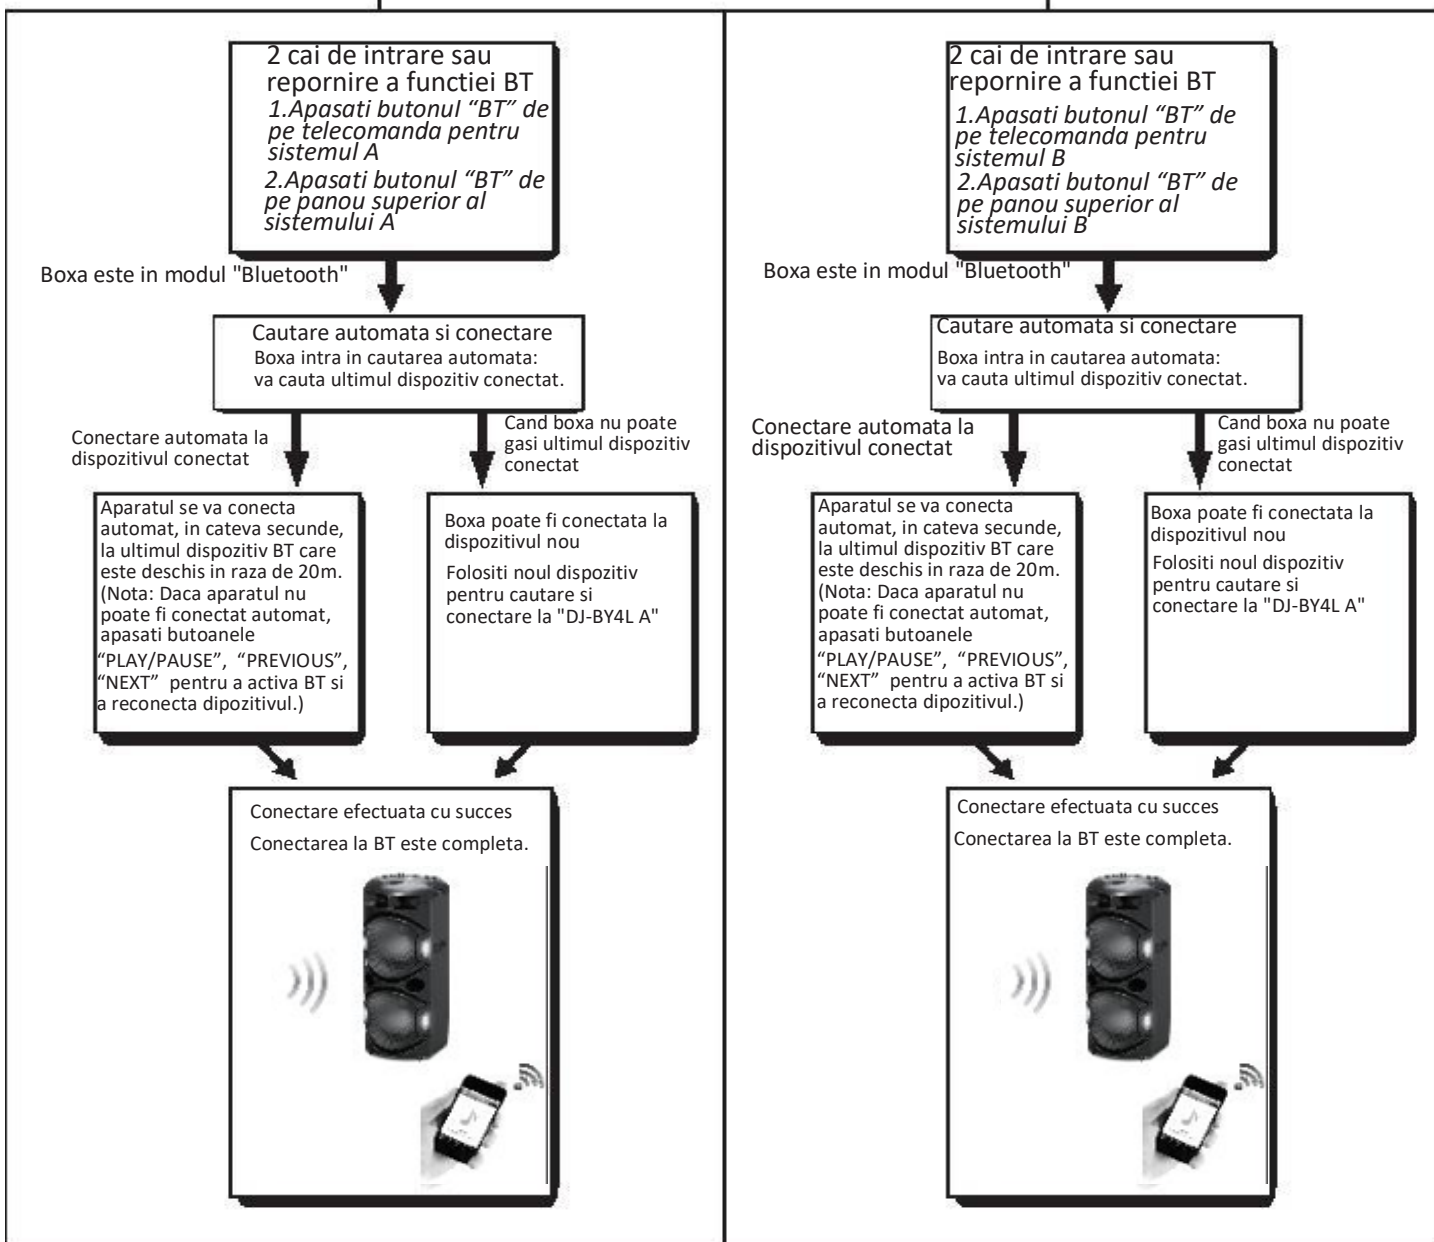 2 cai de intrare sau
repornire a functiei BT
1.Apasati butonul “BT” de
pe telecomanda pentru
sistemul A
2.Apasati butonul “BT” de
pe panou superior al
sistemului A
Boxa este in modul "Bluetooth"
Cautare automata si conectare
Boxa intra in cautarea automata:
va cauta ultimul dispozitiv conectat.
Conectare automata la
dispozitivul conectat
Cand boxa nu poate
gasi ultimul dispozitiv
conectat
Aparatul se va conecta
automat, in cateva secunde,
la ultimul dispozitiv BT care
este deschis in raza de 20m.
(Nota: Daca aparatul nu
poate fi conectat automat,
apasati butoanele
“PLAY/PAUSE”, “PREVIOUS”,
“NEXT” pentru a activa BT si
a reconecta dipozitivul.)
Boxa poate fi conectata la
dispozitivul nou
Folositi noul dispozitiv
pentru cautare si
conectare la "DJ-BY4L A"
Conectare efectuata cu succes
Conectarea la BT este completa.
2 cai de intrare sau
repornire a functiei BT
1.Apasati butonul “BT” de
pe telecomanda pentru
sistemul B
2.Apasati butonul “BT” de
pe panou superior al
sistemului B
Boxa este in modul "Bluetooth"
Cautare automata si conectare
Boxa intra in cautarea automata:
va cauta ultimul dispozitiv conectat.
Conectare automata la
dispozitivul conectat
Cand boxa nu poate
gasi ultimul dispozitiv
conectat
Aparatul se va conecta
automat, in cateva secunde,
la ultimul dispozitiv BT care
este deschis in raza de 20m.
(Nota: Daca aparatul nu
poate fi conectat automat,
apasati butoanele
“PLAY/PAUSE”, “PREVIOUS”,
“NEXT” pentru a activa BT si
a reconecta dipozitivul.)
Boxa poate fi conectata la
dispozitivul nou
Folositi noul dispozitiv
pentru cautare si
conectare la "DJ-BY4L A"
Conectare efectuata cu succes
Conectarea la BT este completa.